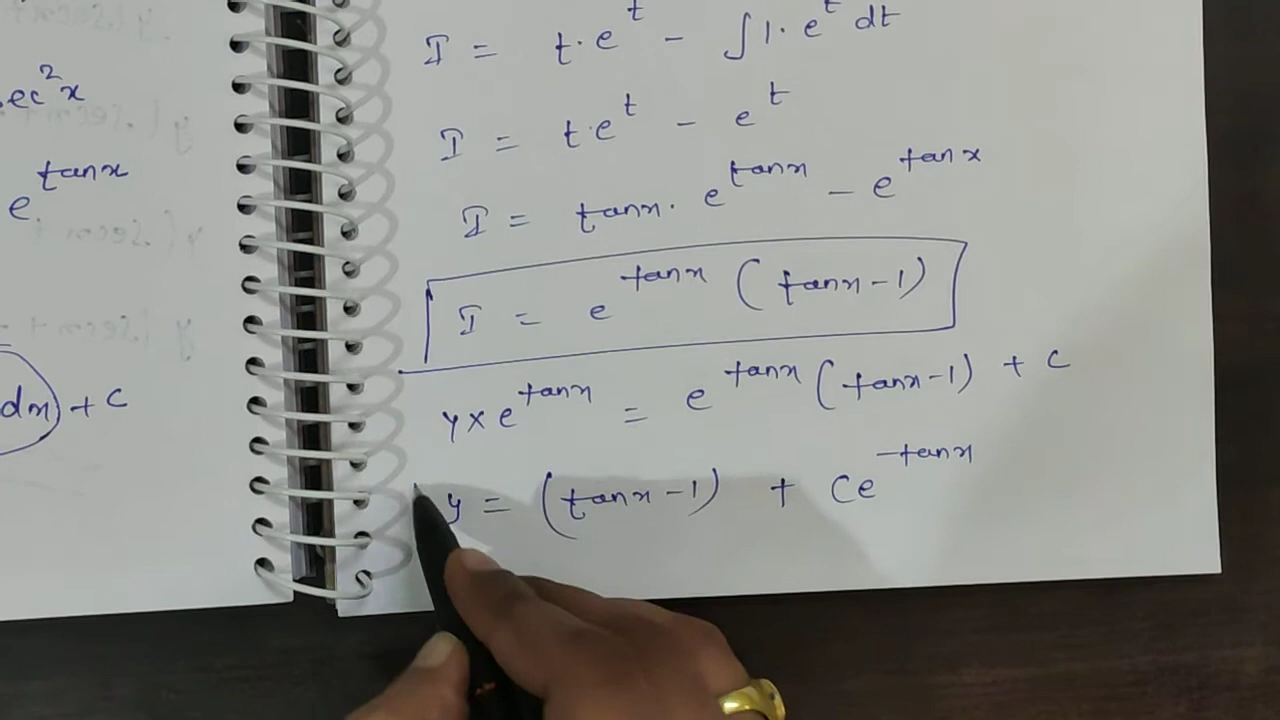 ec²x
e^{tanx}
dx) + c
I = t·e^t - ∫1·e^t dt
I = t·e^t - e^t
I = tanx· e^{tanx} - e^{tanx}
I = e^{tanx} (tanx-1)
y×e^{tanx} = e^{tanx} (tanx-1) + c
y = (tanx-1) + Ce^{-tanx}